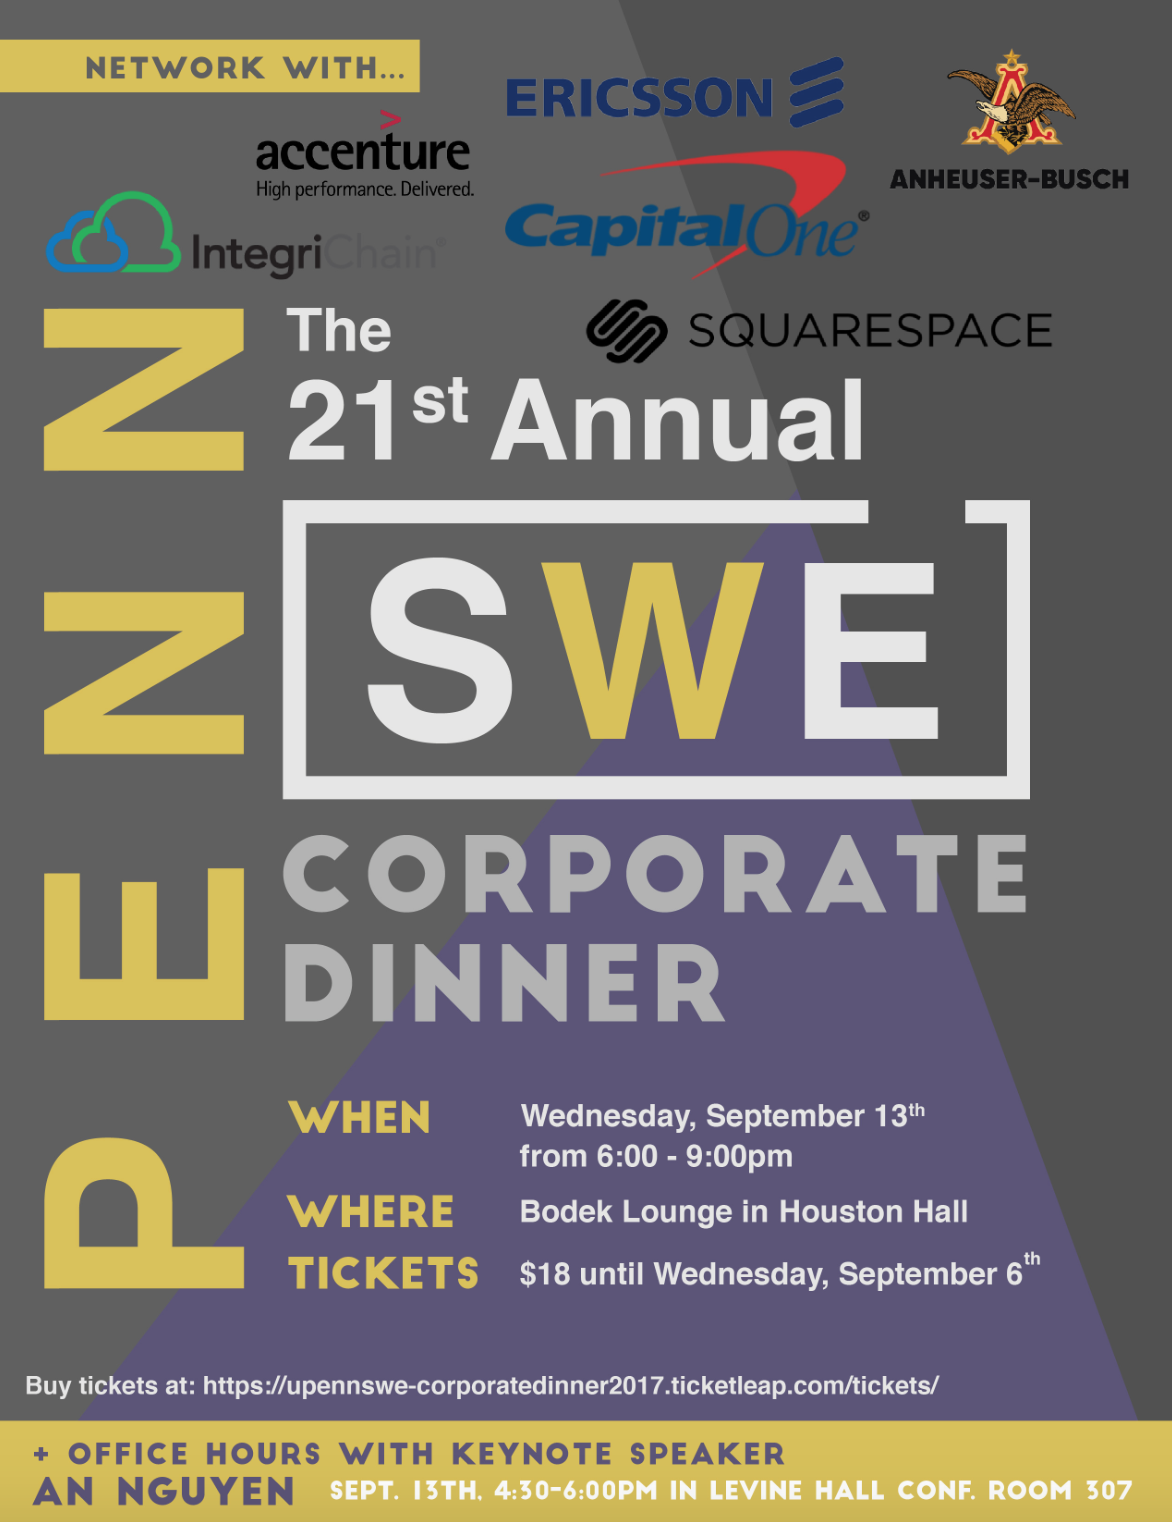 NETWORK WITH...
ERICSSON
ANHEUSER-BUSCH
>
accenture
High performance. Delivered.
CapitalOne®
IntegriChain®
SQUARESPACE
PENN
The
21st Annual
SWE
CORPORATE
DINNER
WHEN
Wednesday, September 13th
from 6:00 - 9:00pm
WHERE
Bodek Lounge in Houston Hall
TICKETS
$18 until Wednesday, September 6th
Buy tickets at: https://upennswe-corporatedinner2017.ticketleap.com/tickets/
+ OFFICE HOURS WITH KEYNOTE SPEAKER
AN NGUYEN SEPT. 13TH, 4:30-6:00PM IN LEVINE HALL CONF. ROOM 307